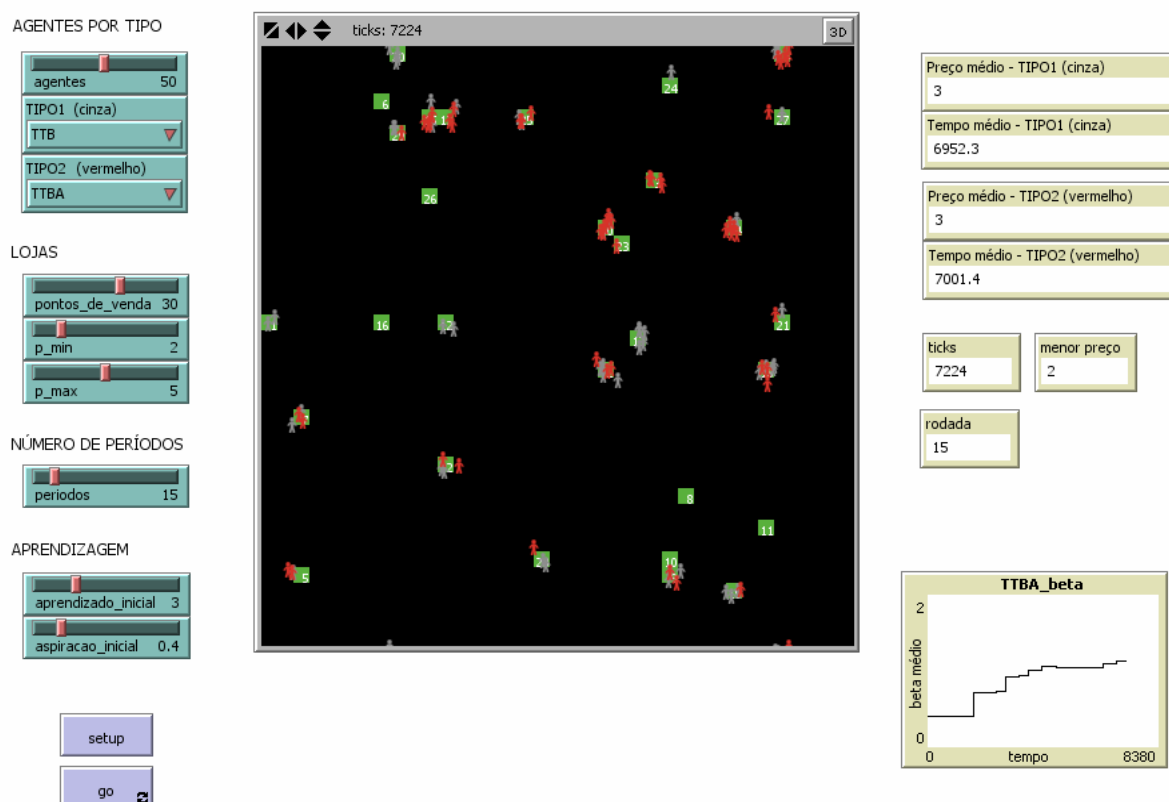 AGENTES POR TIPO
agentes 50
TIPO1 (cinza)
TTB
TIPO2 (vermelho)
TTBA
LOJAS
pontos_de_venda 30
p_min 2
p_max 5
NÚMERO DE PERÍODOS
periodos 15
APRENDIZAGEM
aprendizado_inicial 3
aspiracao_inicial 0.4
setup
go
ticks: 7224
3D
24
6
27
26
23
16
21
8
11
10
5
Preço médio - TIPO1 (cinza)
3
Tempo médio - TIPO1 (cinza)
6952.3
Preço médio - TIPO2 (vermelho)
3
Tempo médio - TIPO2 (vermelho)
7001.4
ticks
7224
menor preço
2
rodada
15
TTBA_beta
2
beta médio
0
0
tempo
8380